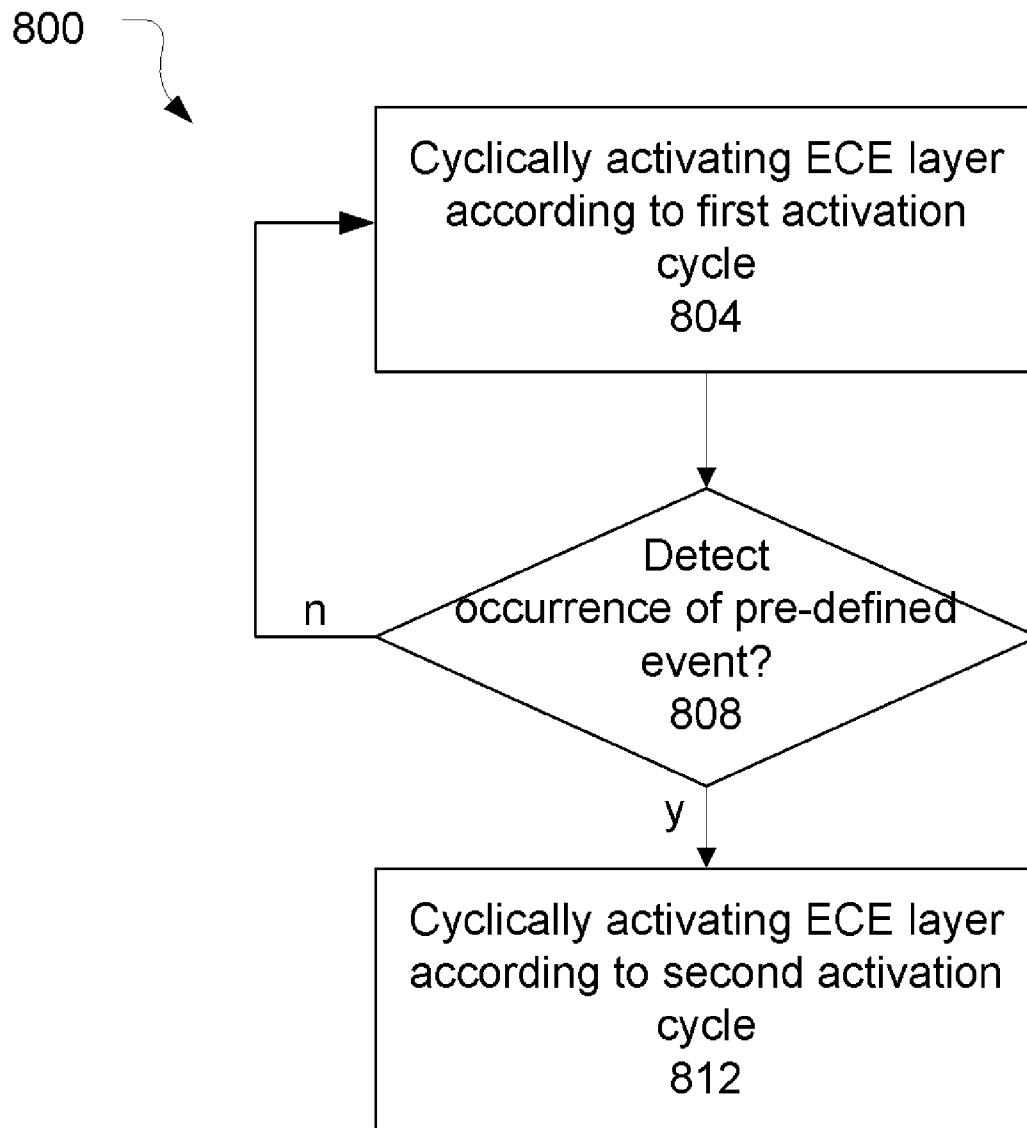 800
Cyclically activating ECE layer
according to first activation
cycle
804
Detect
occurrence of pre-defined
event?
808
n
y
Cyclically activating ECE layer
according to second activation
cycle
812